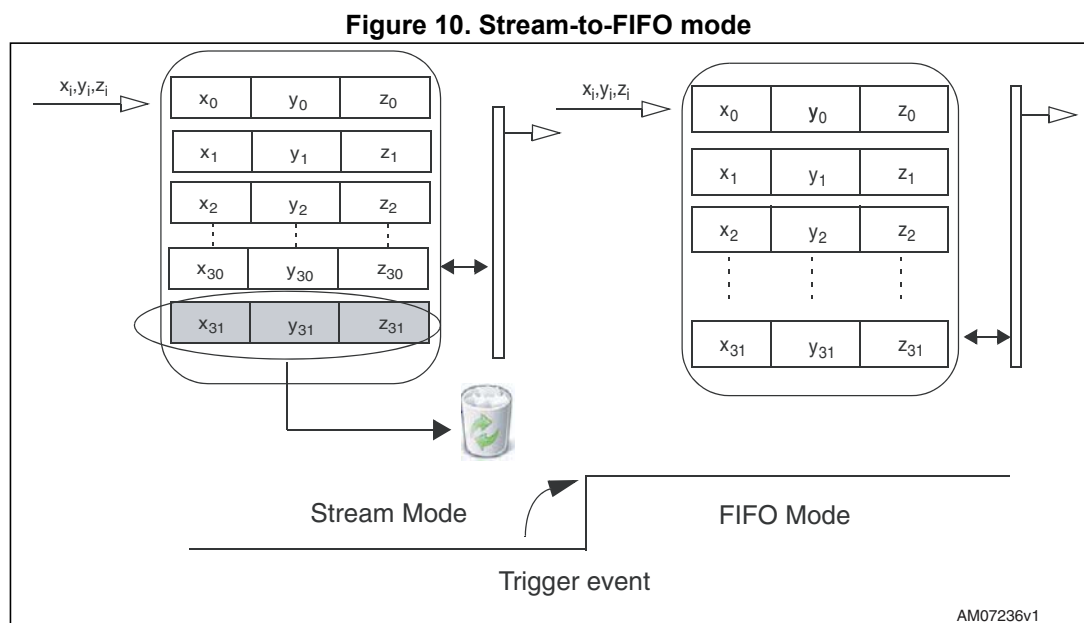 Figure 10. Stream-to-FIFO mode
xᵢ,yᵢ,zᵢ
x₀ y₀ z₀
x₁ y₁ z₁
x₂ y₂ z₂
x₃₀ y₃₀ z₃₀
x₃₁ y₃₁ z₃₁
xᵢ,yᵢ,zᵢ
x₀ y₀ z₀
x₁ y₁ z₁
x₂ y₂ z₂
x₃₁ y₃₁ z₃₁
Stream Mode
FIFO Mode
Trigger event
AM07236v1